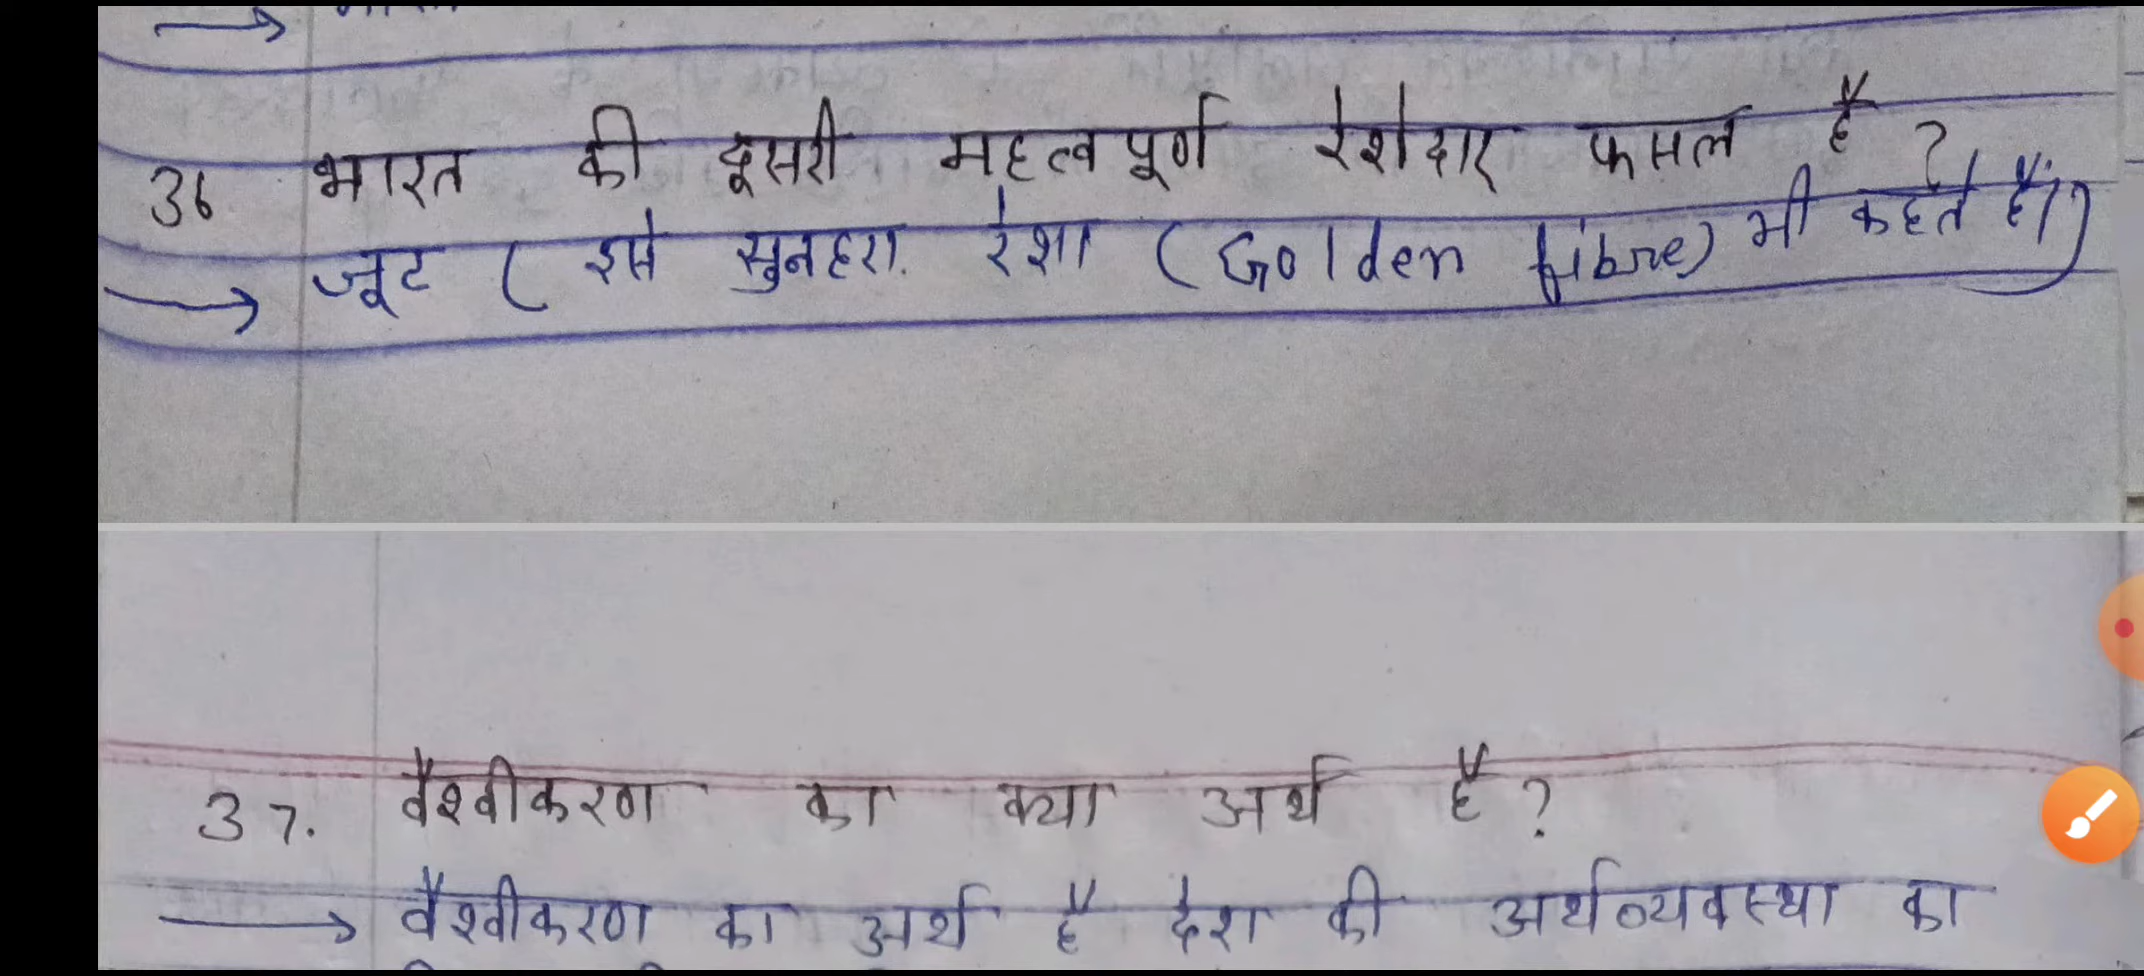 36 भारत की दूसरी महत्वपूर्ण रेशेदार फसल है ?
→ जूट ( इसे सुनहरा रेशा (Golden fibre) भी कहते हैं।)
37. वैश्वीकरण का क्या अर्थ है ?
→ वैश्वीकरण का अर्थ है देश की अर्थव्यवस्था का